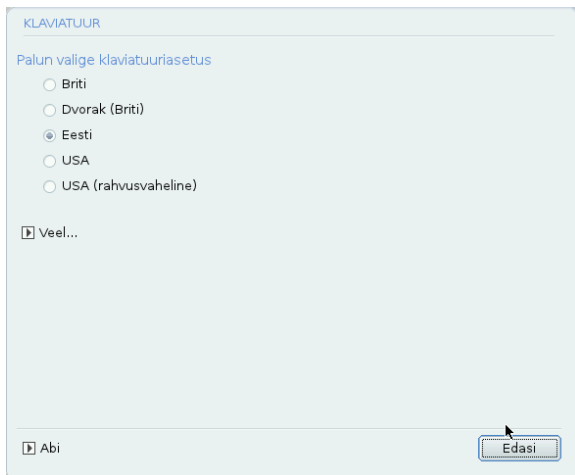 KLAVIATUUR
Palun valige klaviatuuriasetus
Briti
Dvorak (Briti)
Eesti
USA
USA (rahvusvaheline)
Veel...
Abi
Edasi